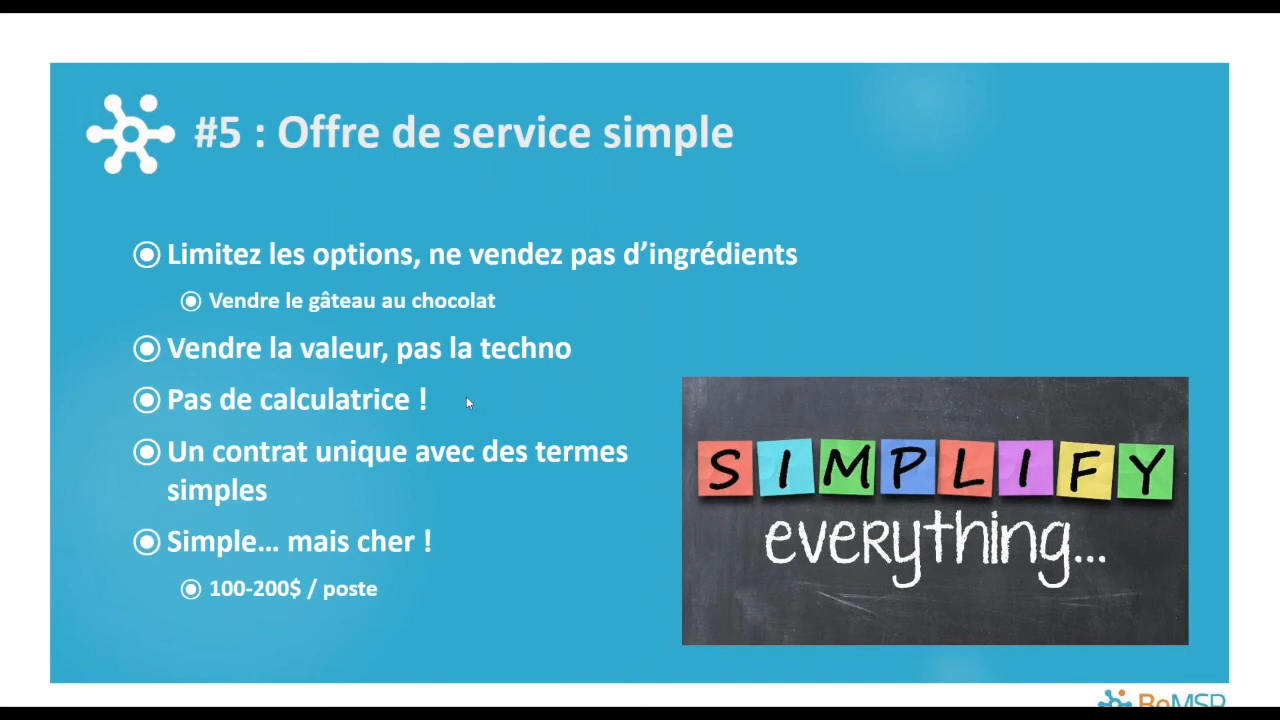 #5 : Offre de service simple
Limitez les options, ne vendez pas d’ingrédients
Vendre le gâteau au chocolat
Vendre la valeur, pas la techno
Pas de calculatrice !
Un contrat unique avec des termes
simples
Simple… mais cher !
100-200$ / poste
SIMPLIFY
everything...